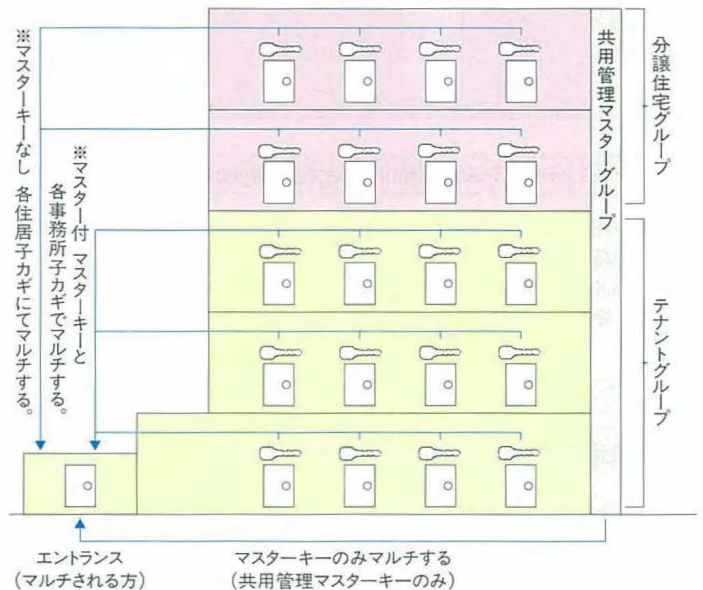 ※マスターキーなし 各住居子カギにてマルチする。
※マスター付 マスターキーと
各事務所子カギでマルチする。
共用管理マスターグループ
分譲住宅グループ
テナントグループ
エントランス
(マルチされる方)
マスターキーのみマルチする
(共用管理マスターキーのみ)